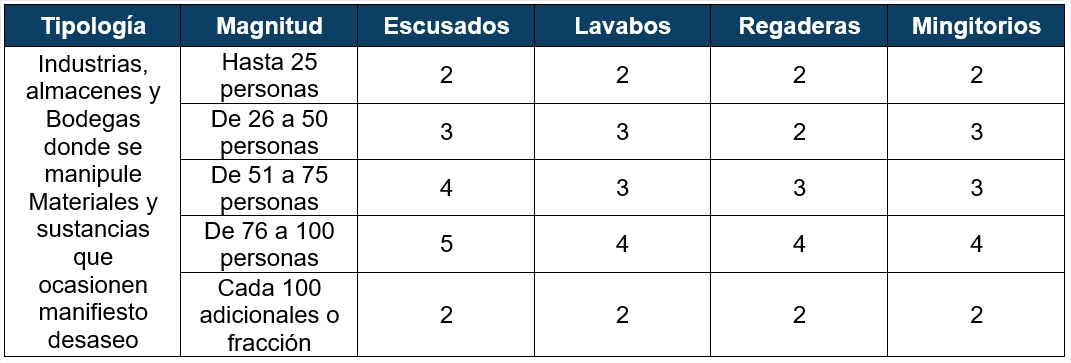 Tipología Magnitud Escusados Lavabos Regaderas Mingitorios
Industrias,
almacenes y
Bodegas
donde se
manipule
Materiales y
sustancias
que
ocasionen
manifiesto
desaseo
Hasta 25
personas
2 2 2 2
De 26 a 50
personas
3 3 2 3
De 51 a 75
personas
4 3 3 3
De 76 a 100
personas
5 4 4 4
Cada 100
adicionales o
fracción
2 2 2 2